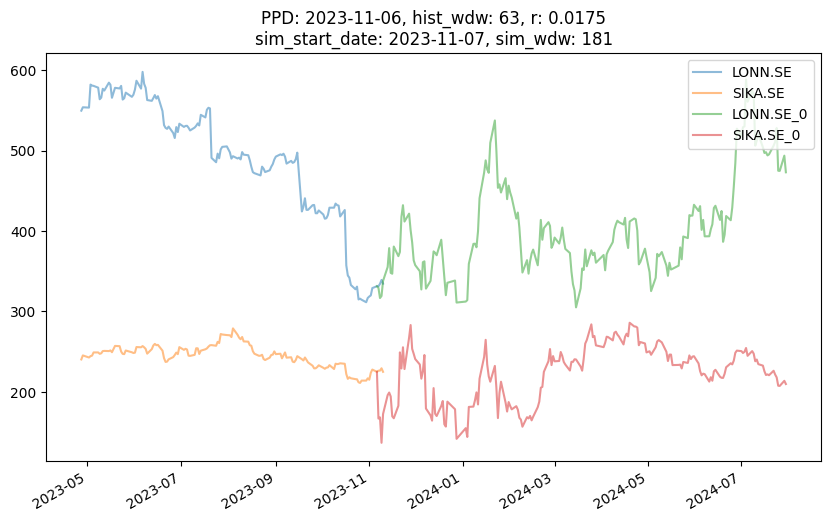 PPD: 2023-11-06, hist_wdw: 63, r: 0.0175
sim_start_date: 2023-11-07, sim_wdw: 181
LONN.SE
SIKA.SE
LONN.SE_0
SIKA.SE_0
600
500
400
300
200
2023-05
2023-07
2023-09
2023-11
2024-01
2024-03
2024-05
2024-07